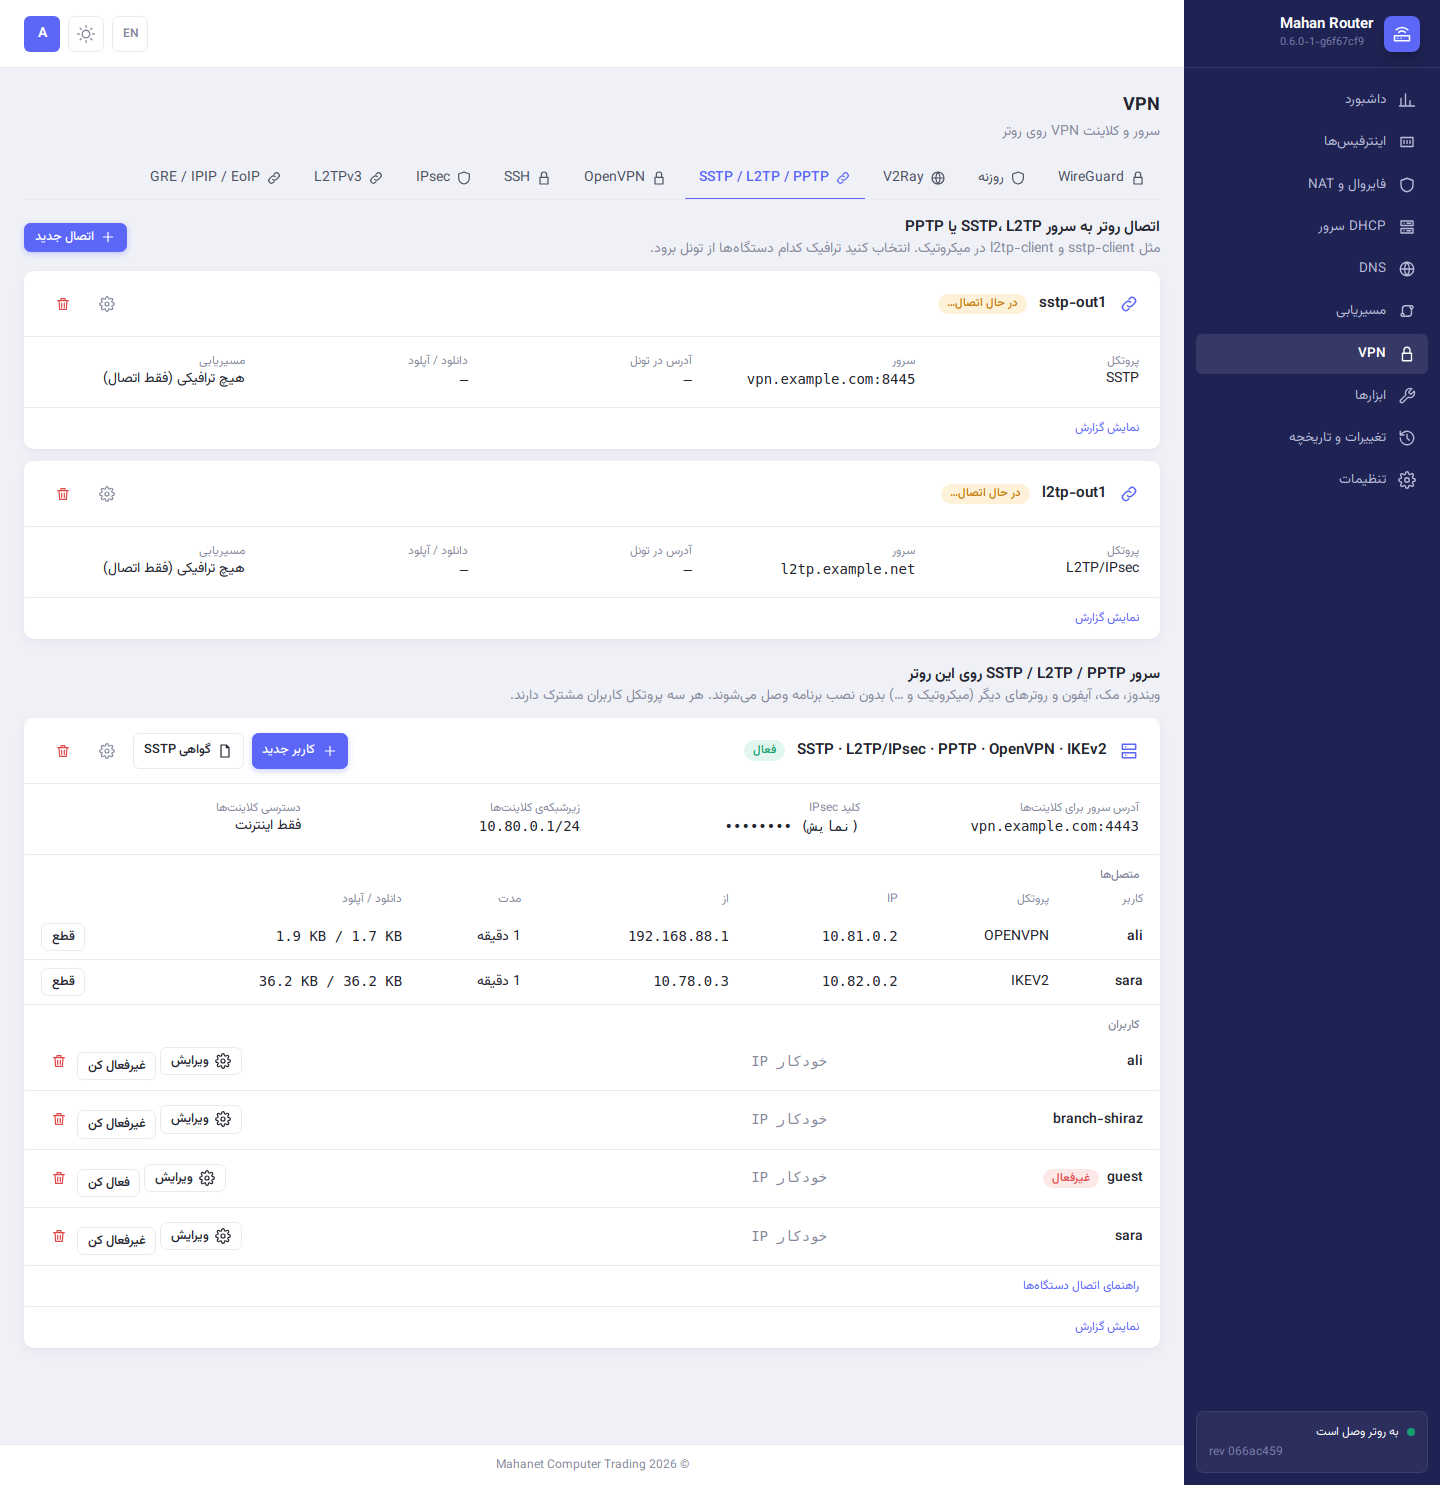 Mahan Router
0.6.0-1-g6f67cf9
داشبورد
اینترفیس‌ها
فایروال و NAT
سرور DHCP
DNS
مسیریابی
VPN
ابزارها
تغییرات و تاریخچه
تنظیمات
به روتر وصل است
rev 066ac459
EN
A
VPN
سرور و کلاینت VPN روی روتر
WireGuard
روزنه
V2Ray
SSTP / L2TP / PPTP
OpenVPN
SSH
IPsec
L2TPv3
GRE / IPIP / EoIP
اتصال روتر به سرور SSTP، L2TP یا PPTP
مثل sstp-client و l2tp-client در میکروتیک. انتخاب کنید ترافیک کدام دستگاه‌ها از تونل برود.
اتصال جدید
sstp-out1 در حال اتصال…
پروتکل سرور آدرس در تونل دانلود / آپلود مسیریابی
SSTP vpn.example.com:8445 — — هیچ ترافیکی (فقط اتصال)
نمایش گزارش
l2tp-out1 در حال اتصال…
پروتکل سرور آدرس در تونل دانلود / آپلود مسیریابی
L2TP/IPsec l2tp.example.net — — هیچ ترافیکی (فقط اتصال)
نمایش گزارش
سرور SSTP / L2TP / PPTP روی این روتر
ویندوز، مک، آیفون و روترهای دیگر (میکروتیک و …) بدون نصب برنامه وصل می‌شوند. هر سه پروتکل کاربران مشترک دارند.
SSTP · L2TP/IPsec · PPTP · OpenVPN · IKEv2 فعال
کاربر جدید
گواهی SSTP
آدرس سرور برای کلاینت‌ها کلید IPsec زیرشبکه‌ی کلاینت‌ها دسترسی کلاینت‌ها
vpn.example.com:4443 •••••••• (نمایش) 10.80.0.1/24 فقط اینترنت
متصل‌ها
کاربر پروتکل IP از مدت دانلود / آپلود
ali OPENVPN 10.81.0.2 192.168.88.1 1 دقیقه 1.9 KB / 1.7 KB قطع
sara IKEV2 10.82.0.2 10.78.0.3 1 دقیقه 36.2 KB / 36.2 KB قطع
کاربران
ali IP خودکار ویرایش غیرفعال کن
branch-shiraz IP خودکار ویرایش غیرفعال کن
guest غیرفعال IP خودکار ویرایش فعال کن
sara IP خودکار ویرایش غیرفعال کن
راهنمای اتصال دستگاه‌ها
نمایش گزارش
Mahanet Computer Trading 2026 ©